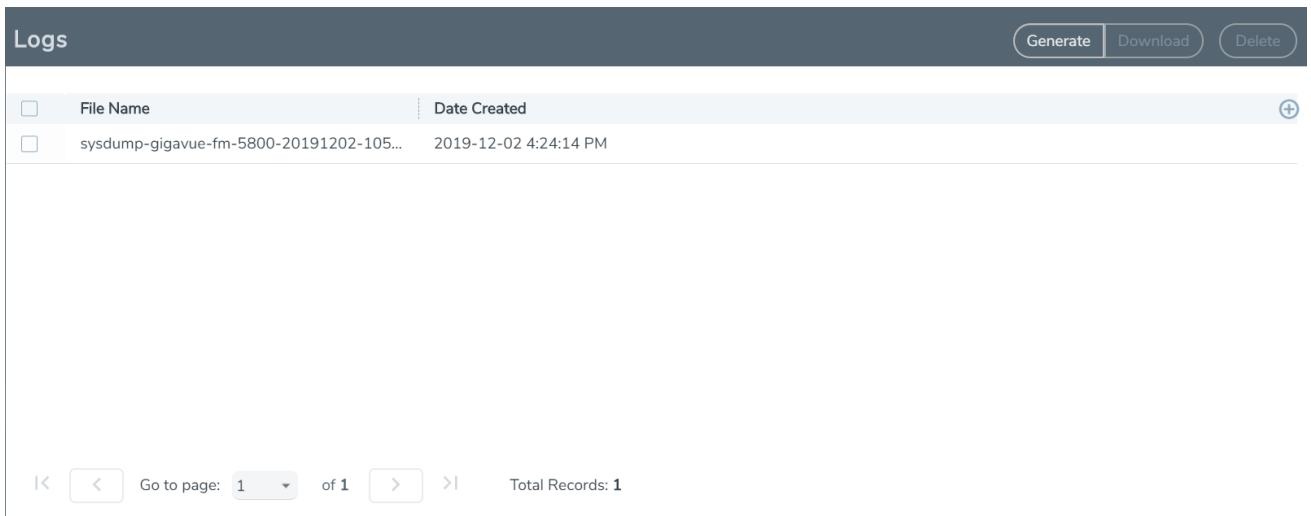 Logs Generate Download Delete
File Name Date Created
sysdump-gigavue-fm-5800-20191202-105... 2019-12-02 4:24:14 PM
Go to page: 1 of 1 Total Records: 1